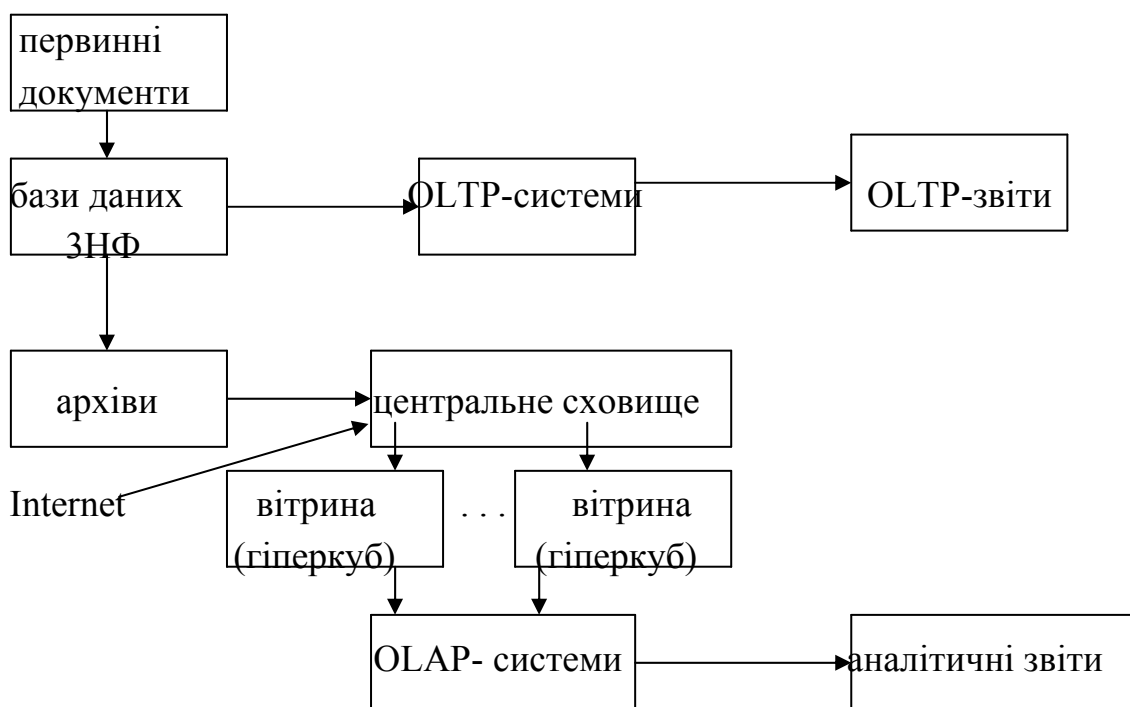 первинні
документи
бази даних
3НФ
OLTP-системи
OLTP-звіти
архіви
центральне сховище
Internet
вітрина
(гіперкуб)
. . .
вітрина
(гіперкуб)
OLAP- системи
аналітичні звіти